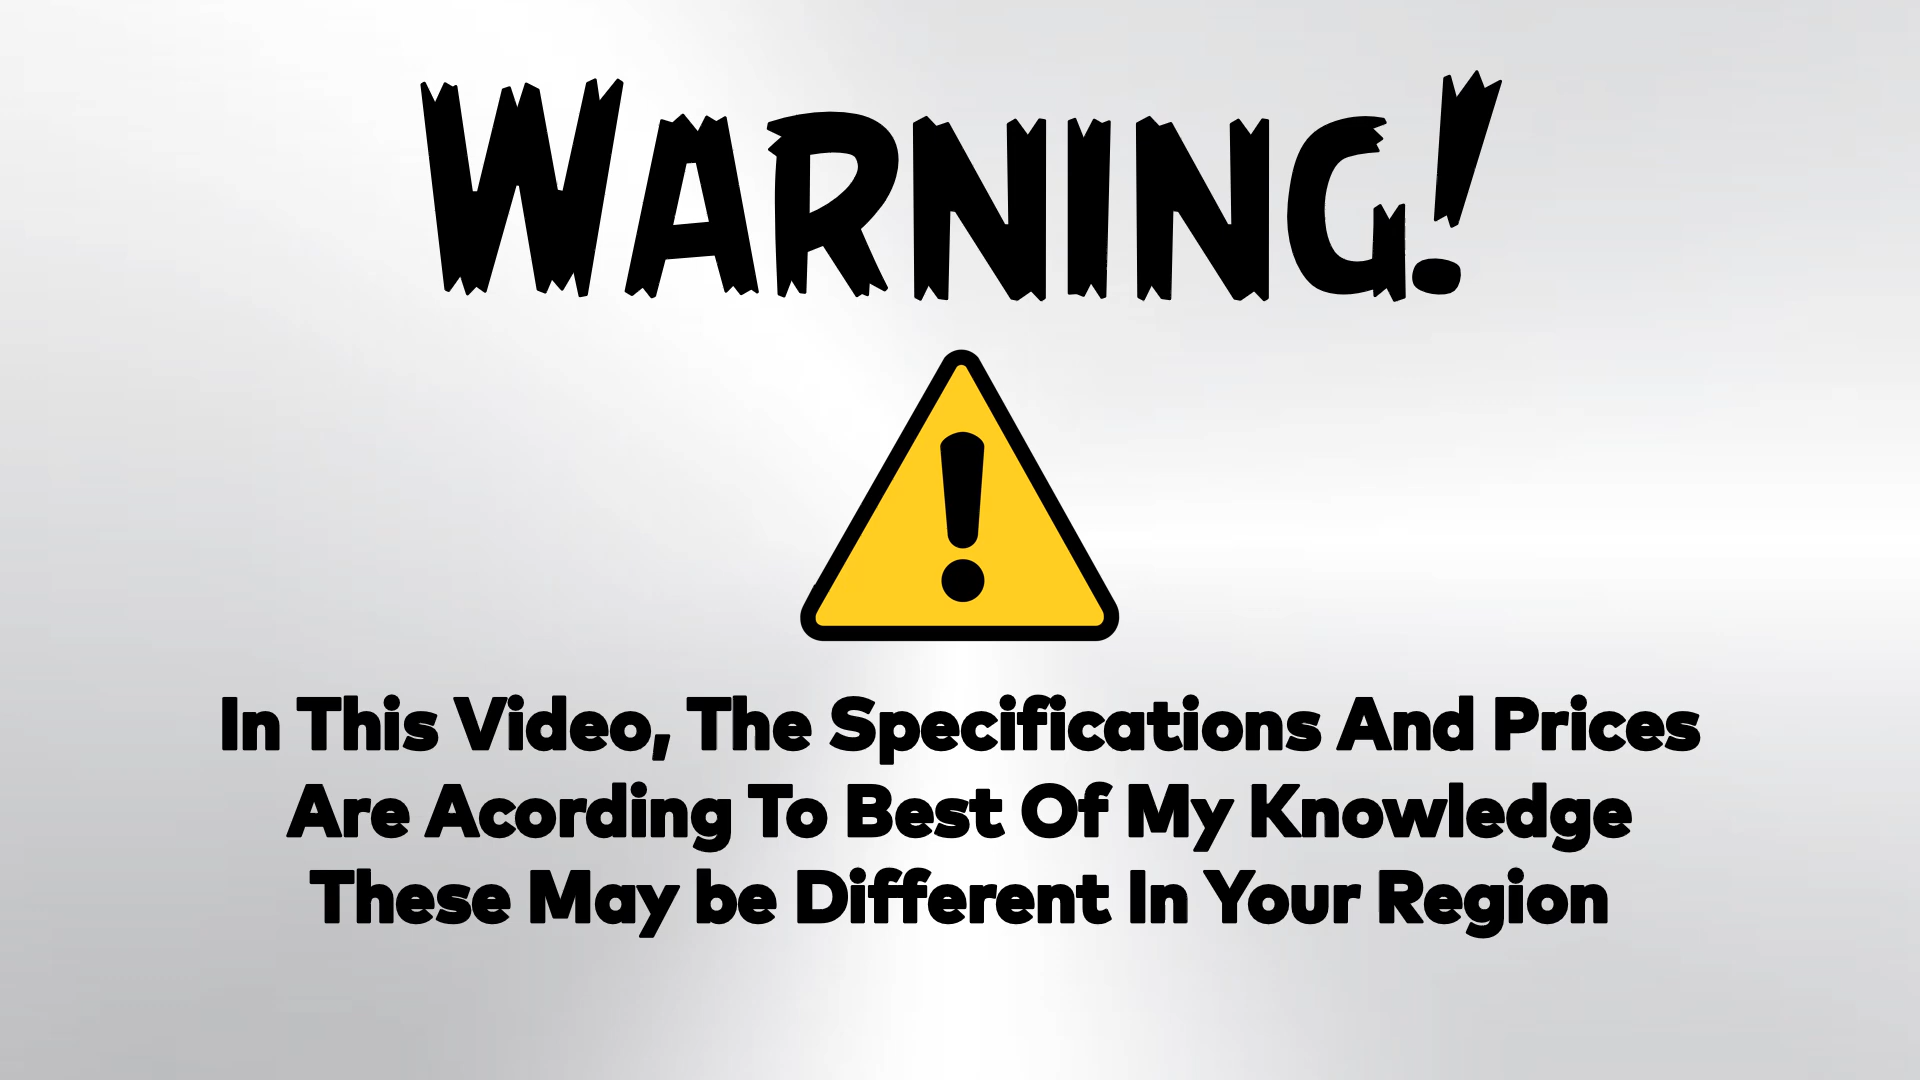 WARNING!
!
In This Video, The Specifications And Prices
Are Acording To Best Of My Knowledge
These May be Different In Your Region